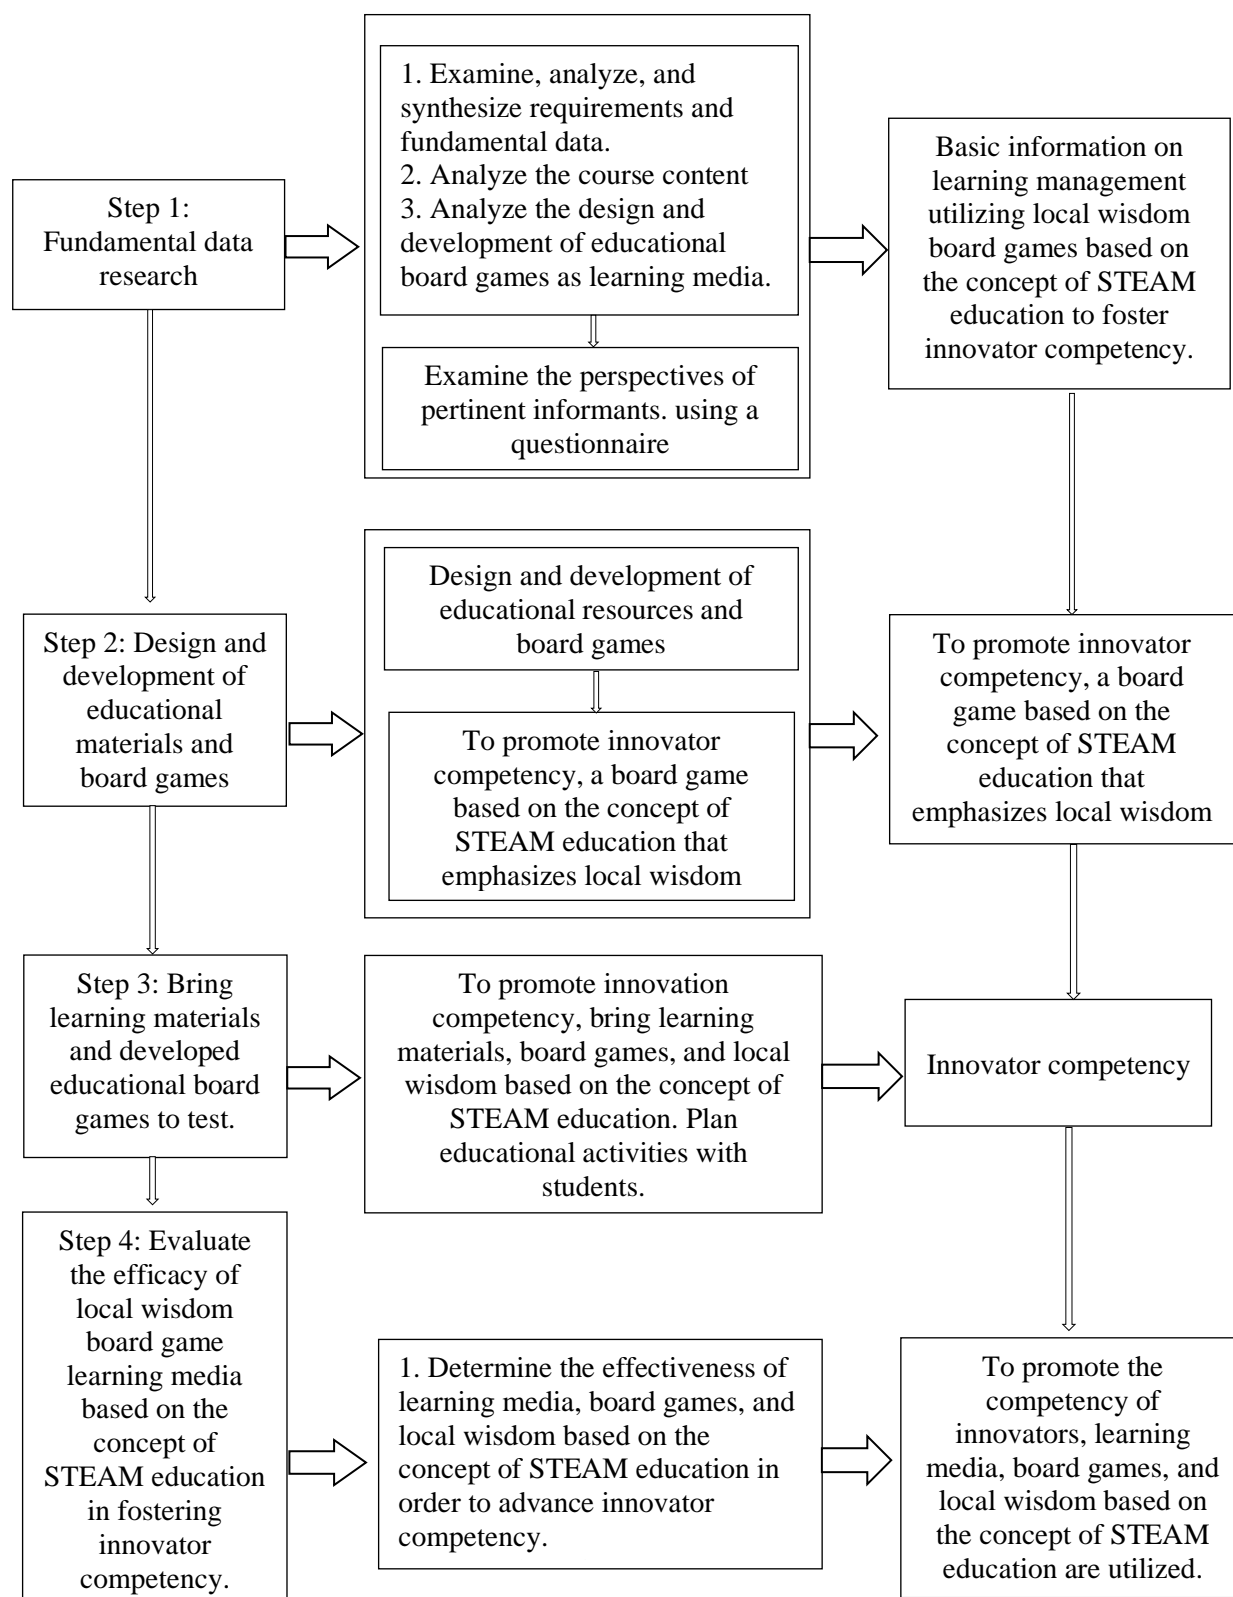 Step 1:
Fundamental data
research
1. Examine, analyze, and
synthesize requirements and
fundamental data.
2. Analyze the course content
3. Analyze the design and
development of educational
board games as learning media.
Examine the perspectives of
pertinent informants. using a
questionnaire
Basic information on
learning management
utilizing local wisdom
board games based on
the concept of STEAM
education to foster
innovator competency.
Step 2: Design and
development of
educational
materials and
board games
Design and development of
educational resources and
board games
To promote innovator
competency, a board game
based on the concept of
STEAM education that
emphasizes local wisdom
To promote innovator
competency, a board
game based on the
concept of STEAM
education that
emphasizes local wisdom
Step 3: Bring
learning materials
and developed
educational board
games to test.
To promote innovation
competency, bring learning
materials, board games, and local
wisdom based on the concept of
STEAM education. Plan
educational activities with
students.
Innovator competency
Step 4: Evaluate
the efficacy of
local wisdom
board game
learning media
based on the
concept of
STEAM education
in fostering
innovator
competency.
1. Determine the effectiveness of
learning media, board games, and
local wisdom based on the
concept of STEAM education in
order to advance innovator
competency.
To promote the
competency of
innovators, learning
media, board games, and
local wisdom based on
the concept of STEAM
education are utilized.